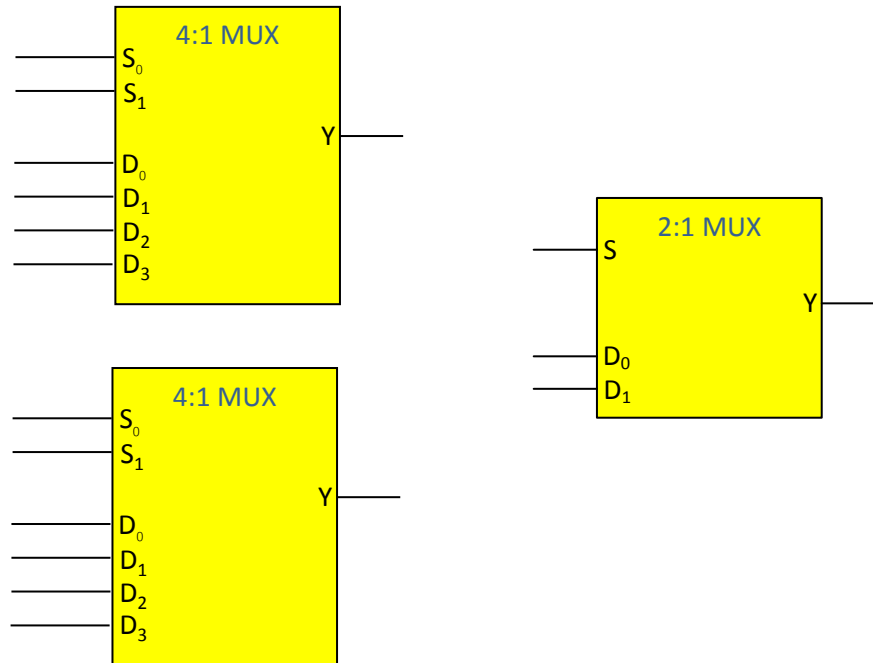 4:1 MUX
S₀
S₁
Y
D₀
D₁
D₂
D₃
2:1 MUX
S
Y
D₀
D₁
4:1 MUX
S₀
S₁
Y
D₀
D₁
D₂
D₃